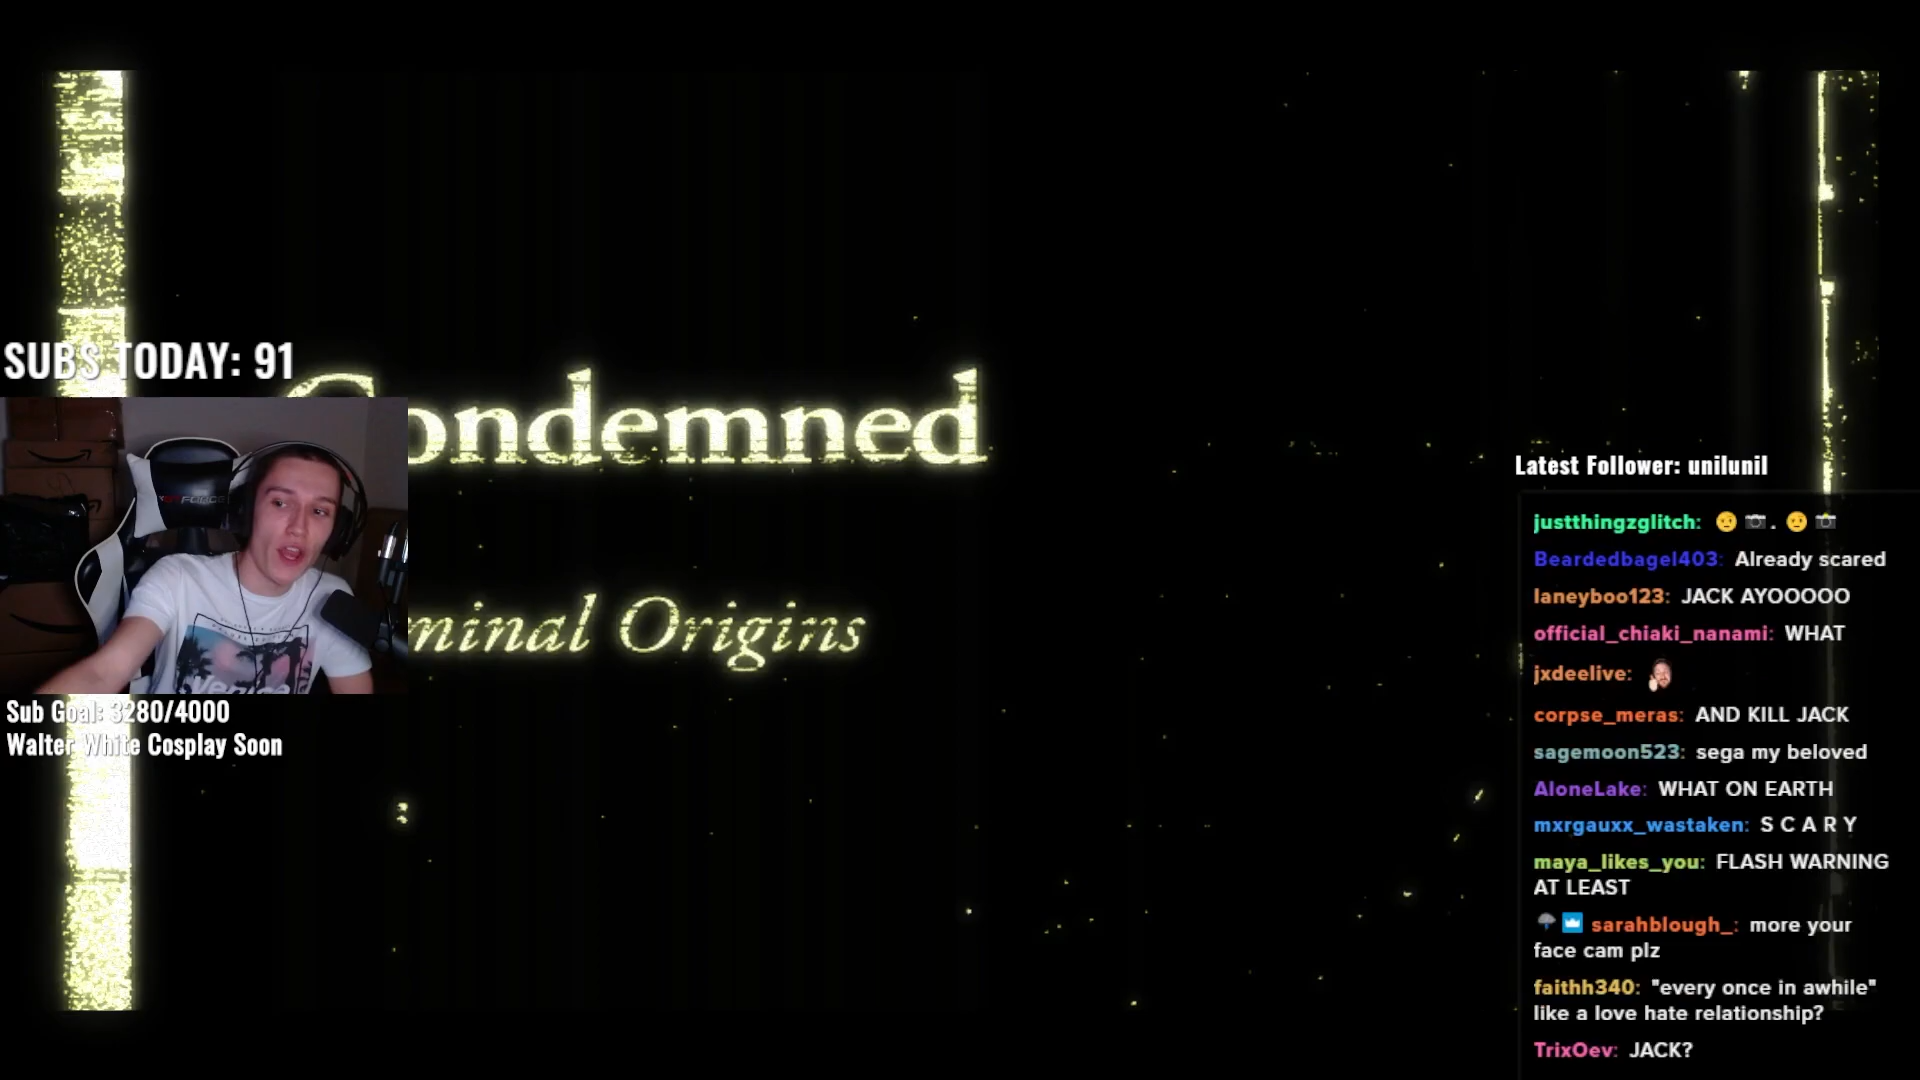 SUBS TODAY: 91
Condemned
minal Origins
Sub Goal: 3280/4000
Walter White Cosplay Soon
Latest Follower: unilunil
justthingzglitch: 🤨 📷 . 🤨 📷
Beardedbagel403: Already scared
laneyboo123: JACK AYOOOOO
official_chiaki_nanami: WHAT
jxdeelive:
corpse_meras: AND KILL JACK
sagemoon523: sega my beloved
AloneLake: WHAT ON EARTH
mxrgauxx_wastaken: S C A R Y
maya_likes_you: FLASH WARNING
AT LEAST
sarahblough_: more your
face cam plz
faithh340: "every once in awhile"
like a love hate relationship?
TrixOev: JACK?